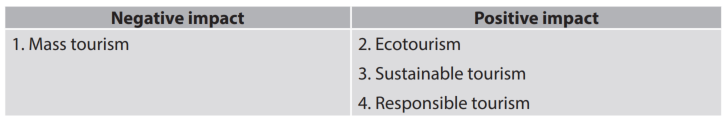 Negative impact
Positive impact
1. Mass tourism
2. Ecotourism
3. Sustainable tourism
4. Responsible tourism